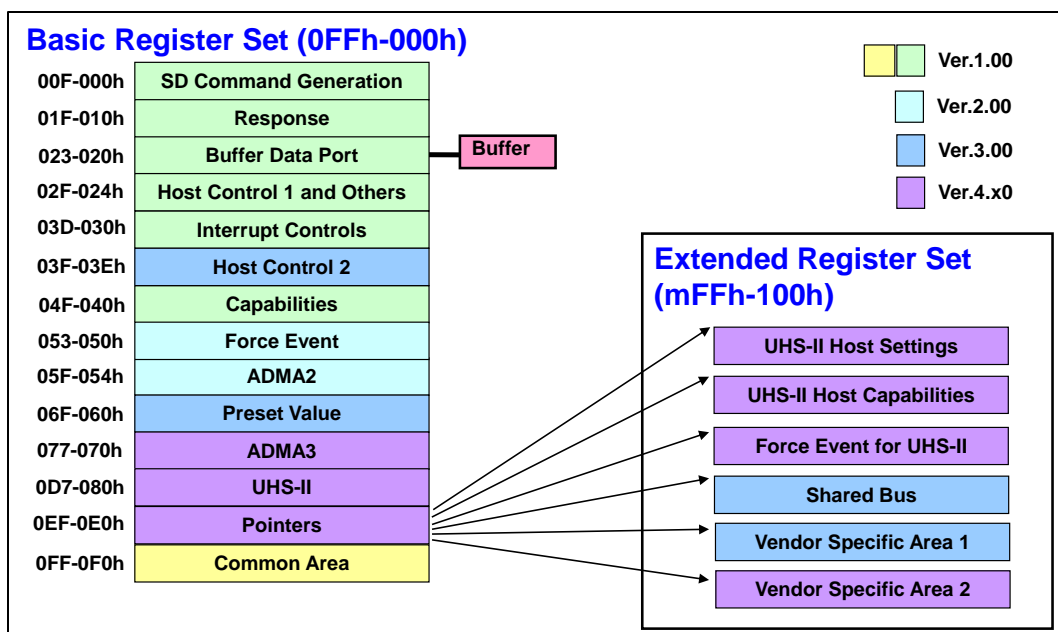 Basic Register Set (0FFh-000h)
00F-000h SD Command Generation
01F-010h Response
023-020h Buffer Data Port
Buffer
02F-024h Host Control 1 and Others
03D-030h Interrupt Controls
03F-03Eh Host Control 2
04F-040h Capabilities
053-050h Force Event
05F-054h ADMA2
06F-060h Preset Value
077-070h ADMA3
0D7-080h UHS-II
0EF-0E0h Pointers
0FF-0F0h Common Area
Ver.1.00
Ver.2.00
Ver.3.00
Ver.4.x0
Extended Register Set
(mFFh-100h)
UHS-II Host Settings
UHS-II Host Capabilities
Force Event for UHS-II
Shared Bus
Vendor Specific Area 1
Vendor Specific Area 2